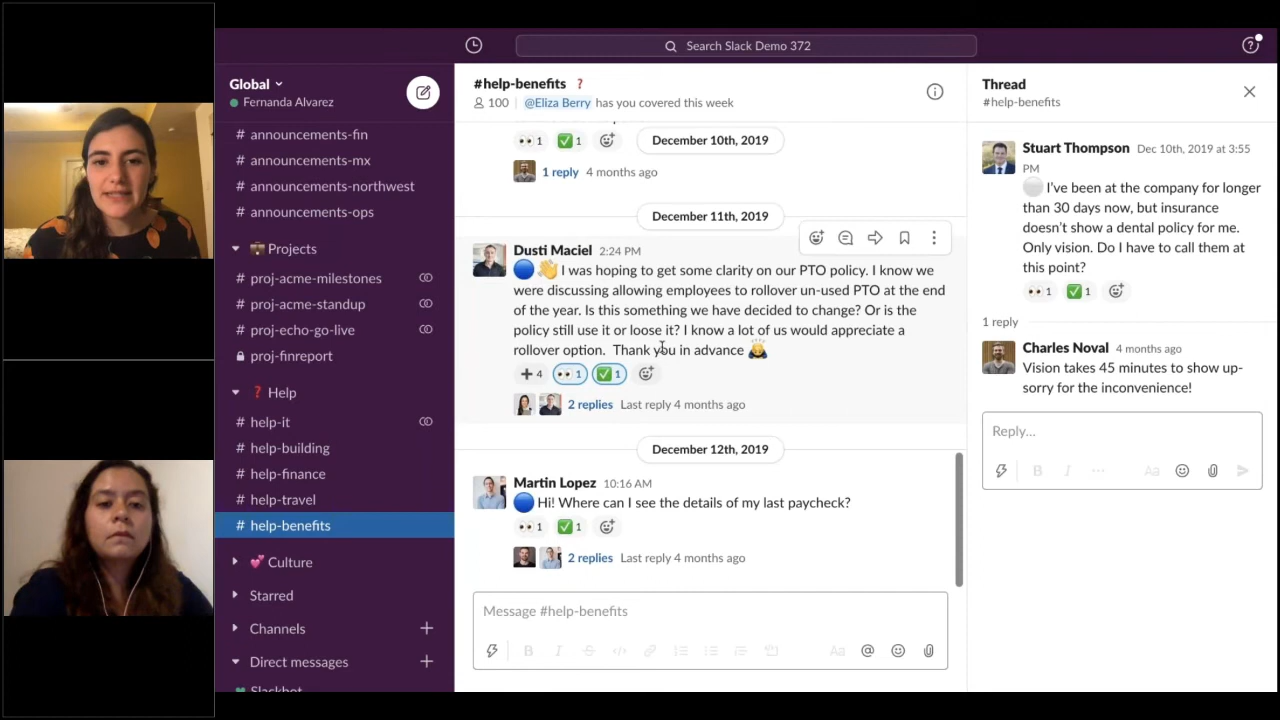 Search Slack Demo 372
Global
Fernanda Alvarez
# announcements-fin
# announcements-mx
# announcements-northwest
# announcements-ops
Projects
# proj-acme-milestones
# proj-acme-standup
# proj-echo-go-live
proj-finreport
Help
# help-it
# help-building
# help-finance
# help-travel
# help-benefits
Culture
Starred
Channels
Direct messages
Slackbot
#help-benefits
100 | @Eliza Berry has you covered this week
1 1
December 10th, 2019
1 reply 4 months ago
December 11th, 2019
Dusti Maciel 2:24 PM
I was hoping to get some clarity on our PTO policy. I know we
were discussing allowing employees to rollover un-used PTO at the end
of the year. Is this something we have decided to change? Or is the
policy still use it or loose it? I know a lot of us would appreciate a
rollover option. Thank you in advance
4 1 1
2 replies Last reply 4 months ago
December 12th, 2019
Martin Lopez 10:16 AM
Hi! Where can I see the details of my last paycheck?
1 1
2 replies Last reply 4 months ago
Message #help-benefits
B I S Aa @
Thread
#help-benefits
Stuart Thompson Dec 10th, 2019 at 3:55
PM
I've been at the company for longer
than 30 days now, but insurance
doesn't show a dental policy for me.
Only vision. Do I have to call them at
this point?
1 1
1 reply
Charles Noval 4 months ago
Vision takes 45 minutes to show up-
sorry for the inconvenience!
Reply...
B I Aa